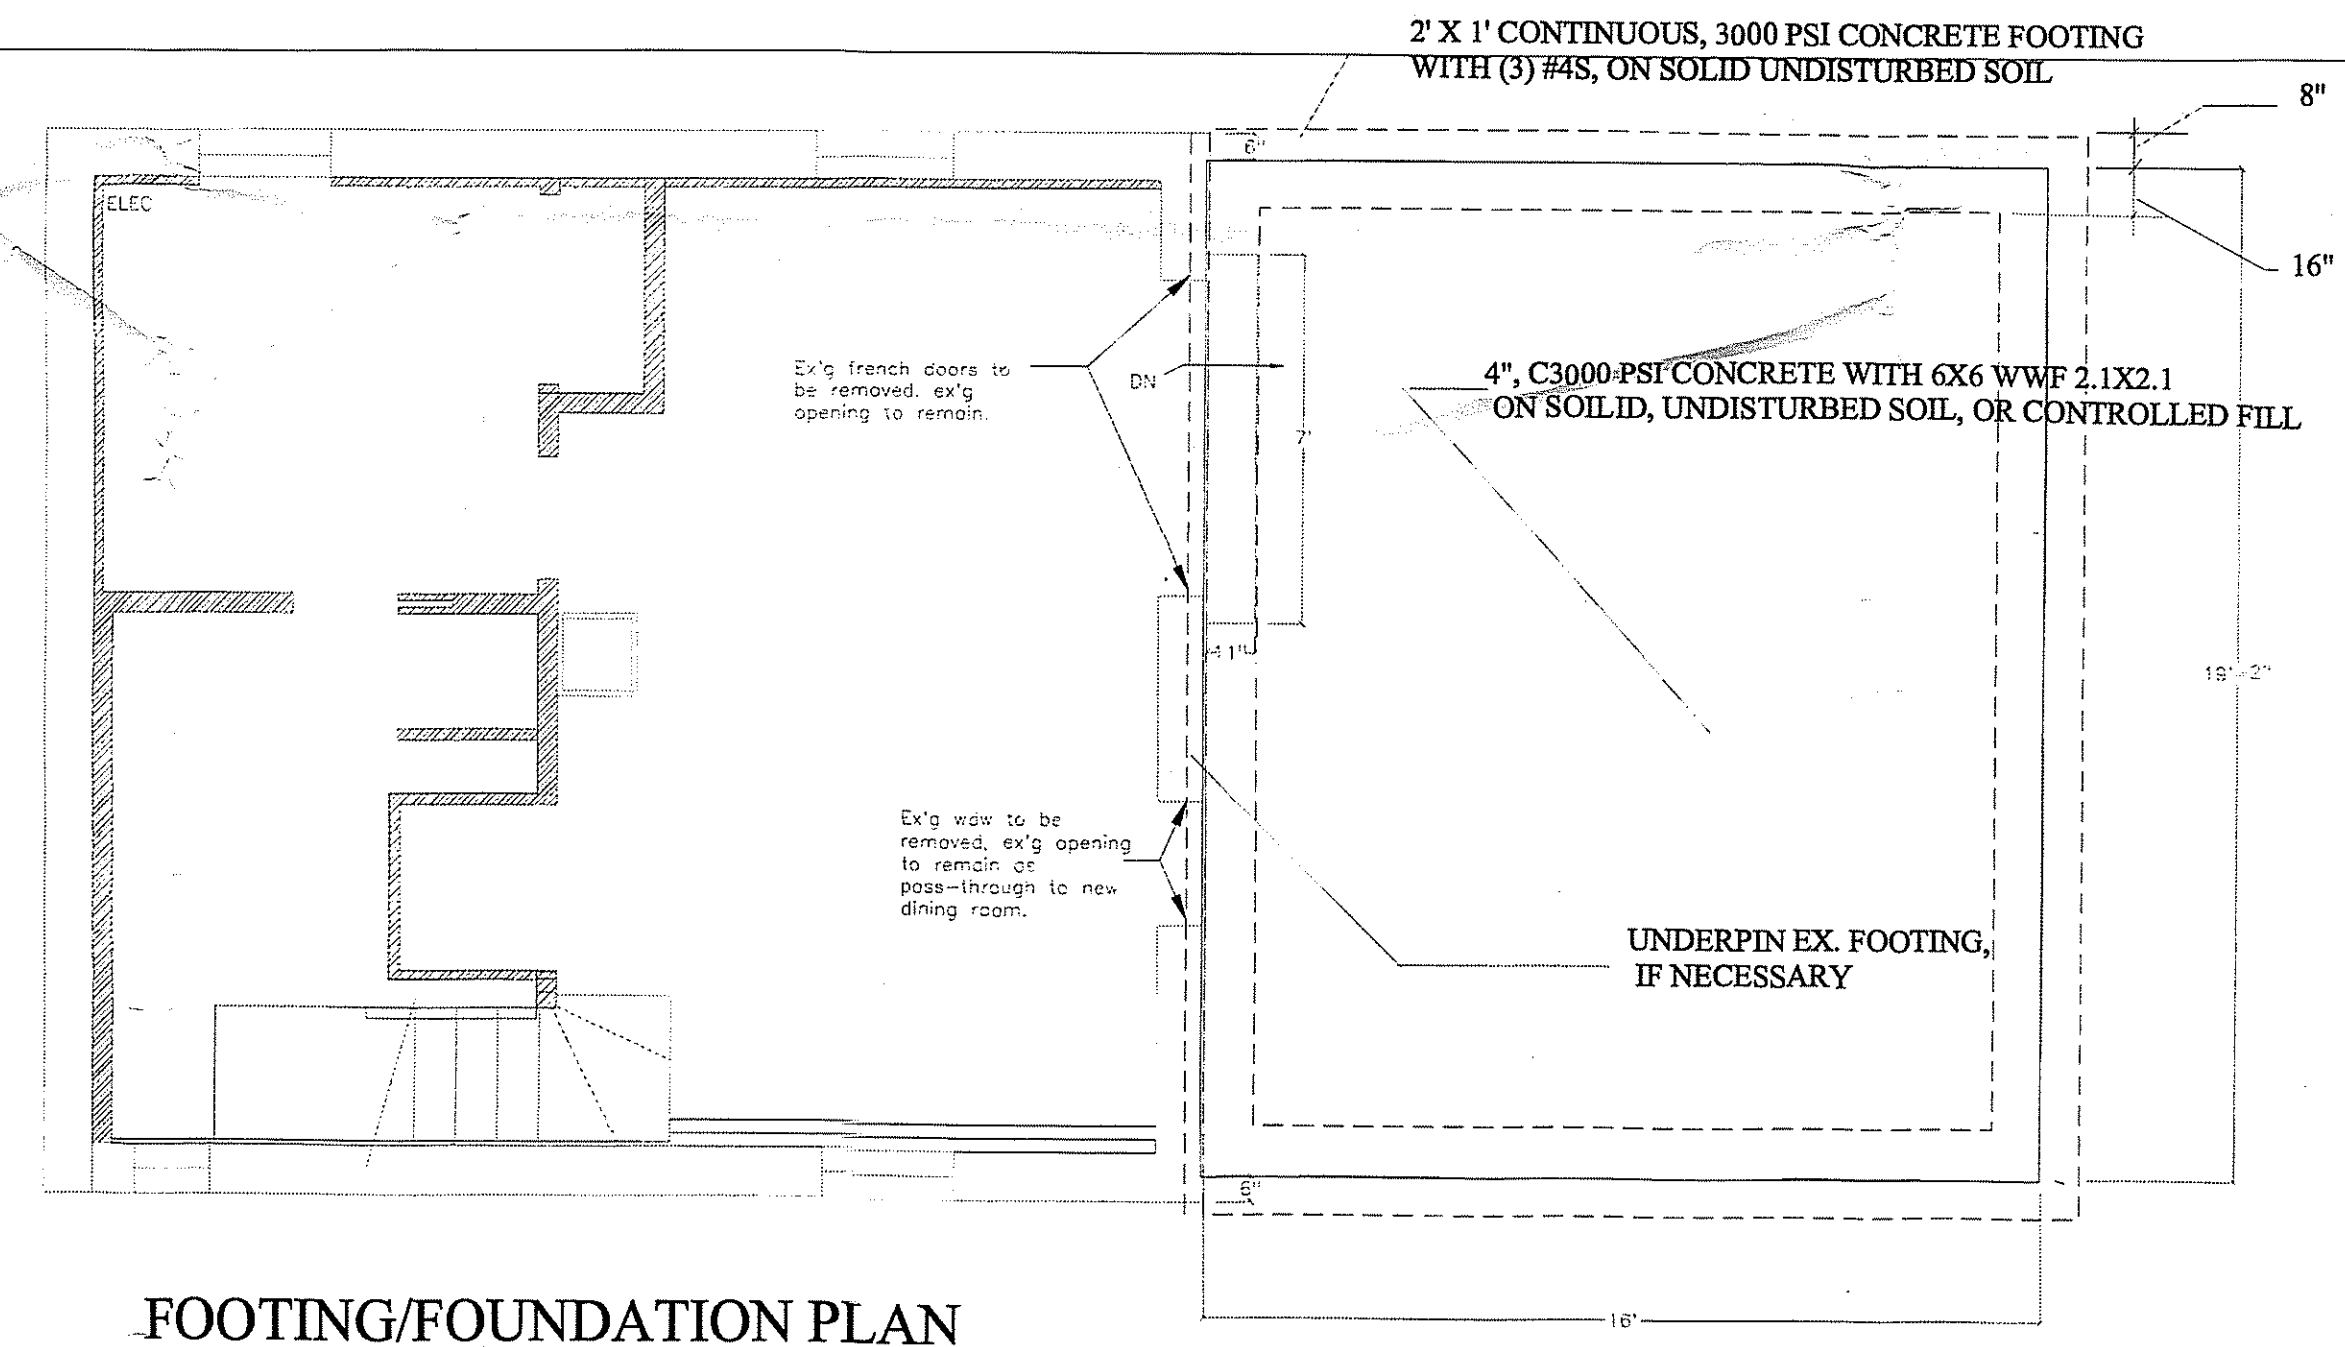 2' X 1' CONTINUOUS, 3000 PSI CONCRETE FOOTING
WITH (3) #4S, ON SOLID UNDISTURBED SOIL
8"
6"
ELEC
16"
Ex'g french doors to
be removed. ex'g
opening to remain.
DN
4", C3000 PSI CONCRETE WITH 6X6 WWF 2.1X2.1
ON SOILID, UNDISTURBED SOIL, OR CONTROLLED FILL
7'
19'-2"
Ex'g wdw to be
removed, ex'g opening
to remain as
pass-through to new
dining room.
UNDERPIN EX. FOOTING,
IF NECESSARY
6"
16'
FOOTING/FOUNDATION PLAN